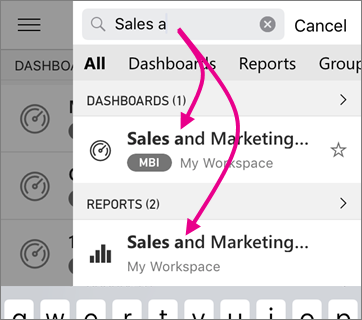 Sales a
Cancel
DASHBOA
All Dashboards Reports Group
DASHBOARDS (1)
Sales and Marketing...
MBI My Workspace
REPORTS (2)
Sales and Marketing...
My Workspace
q w e r t y u i o p